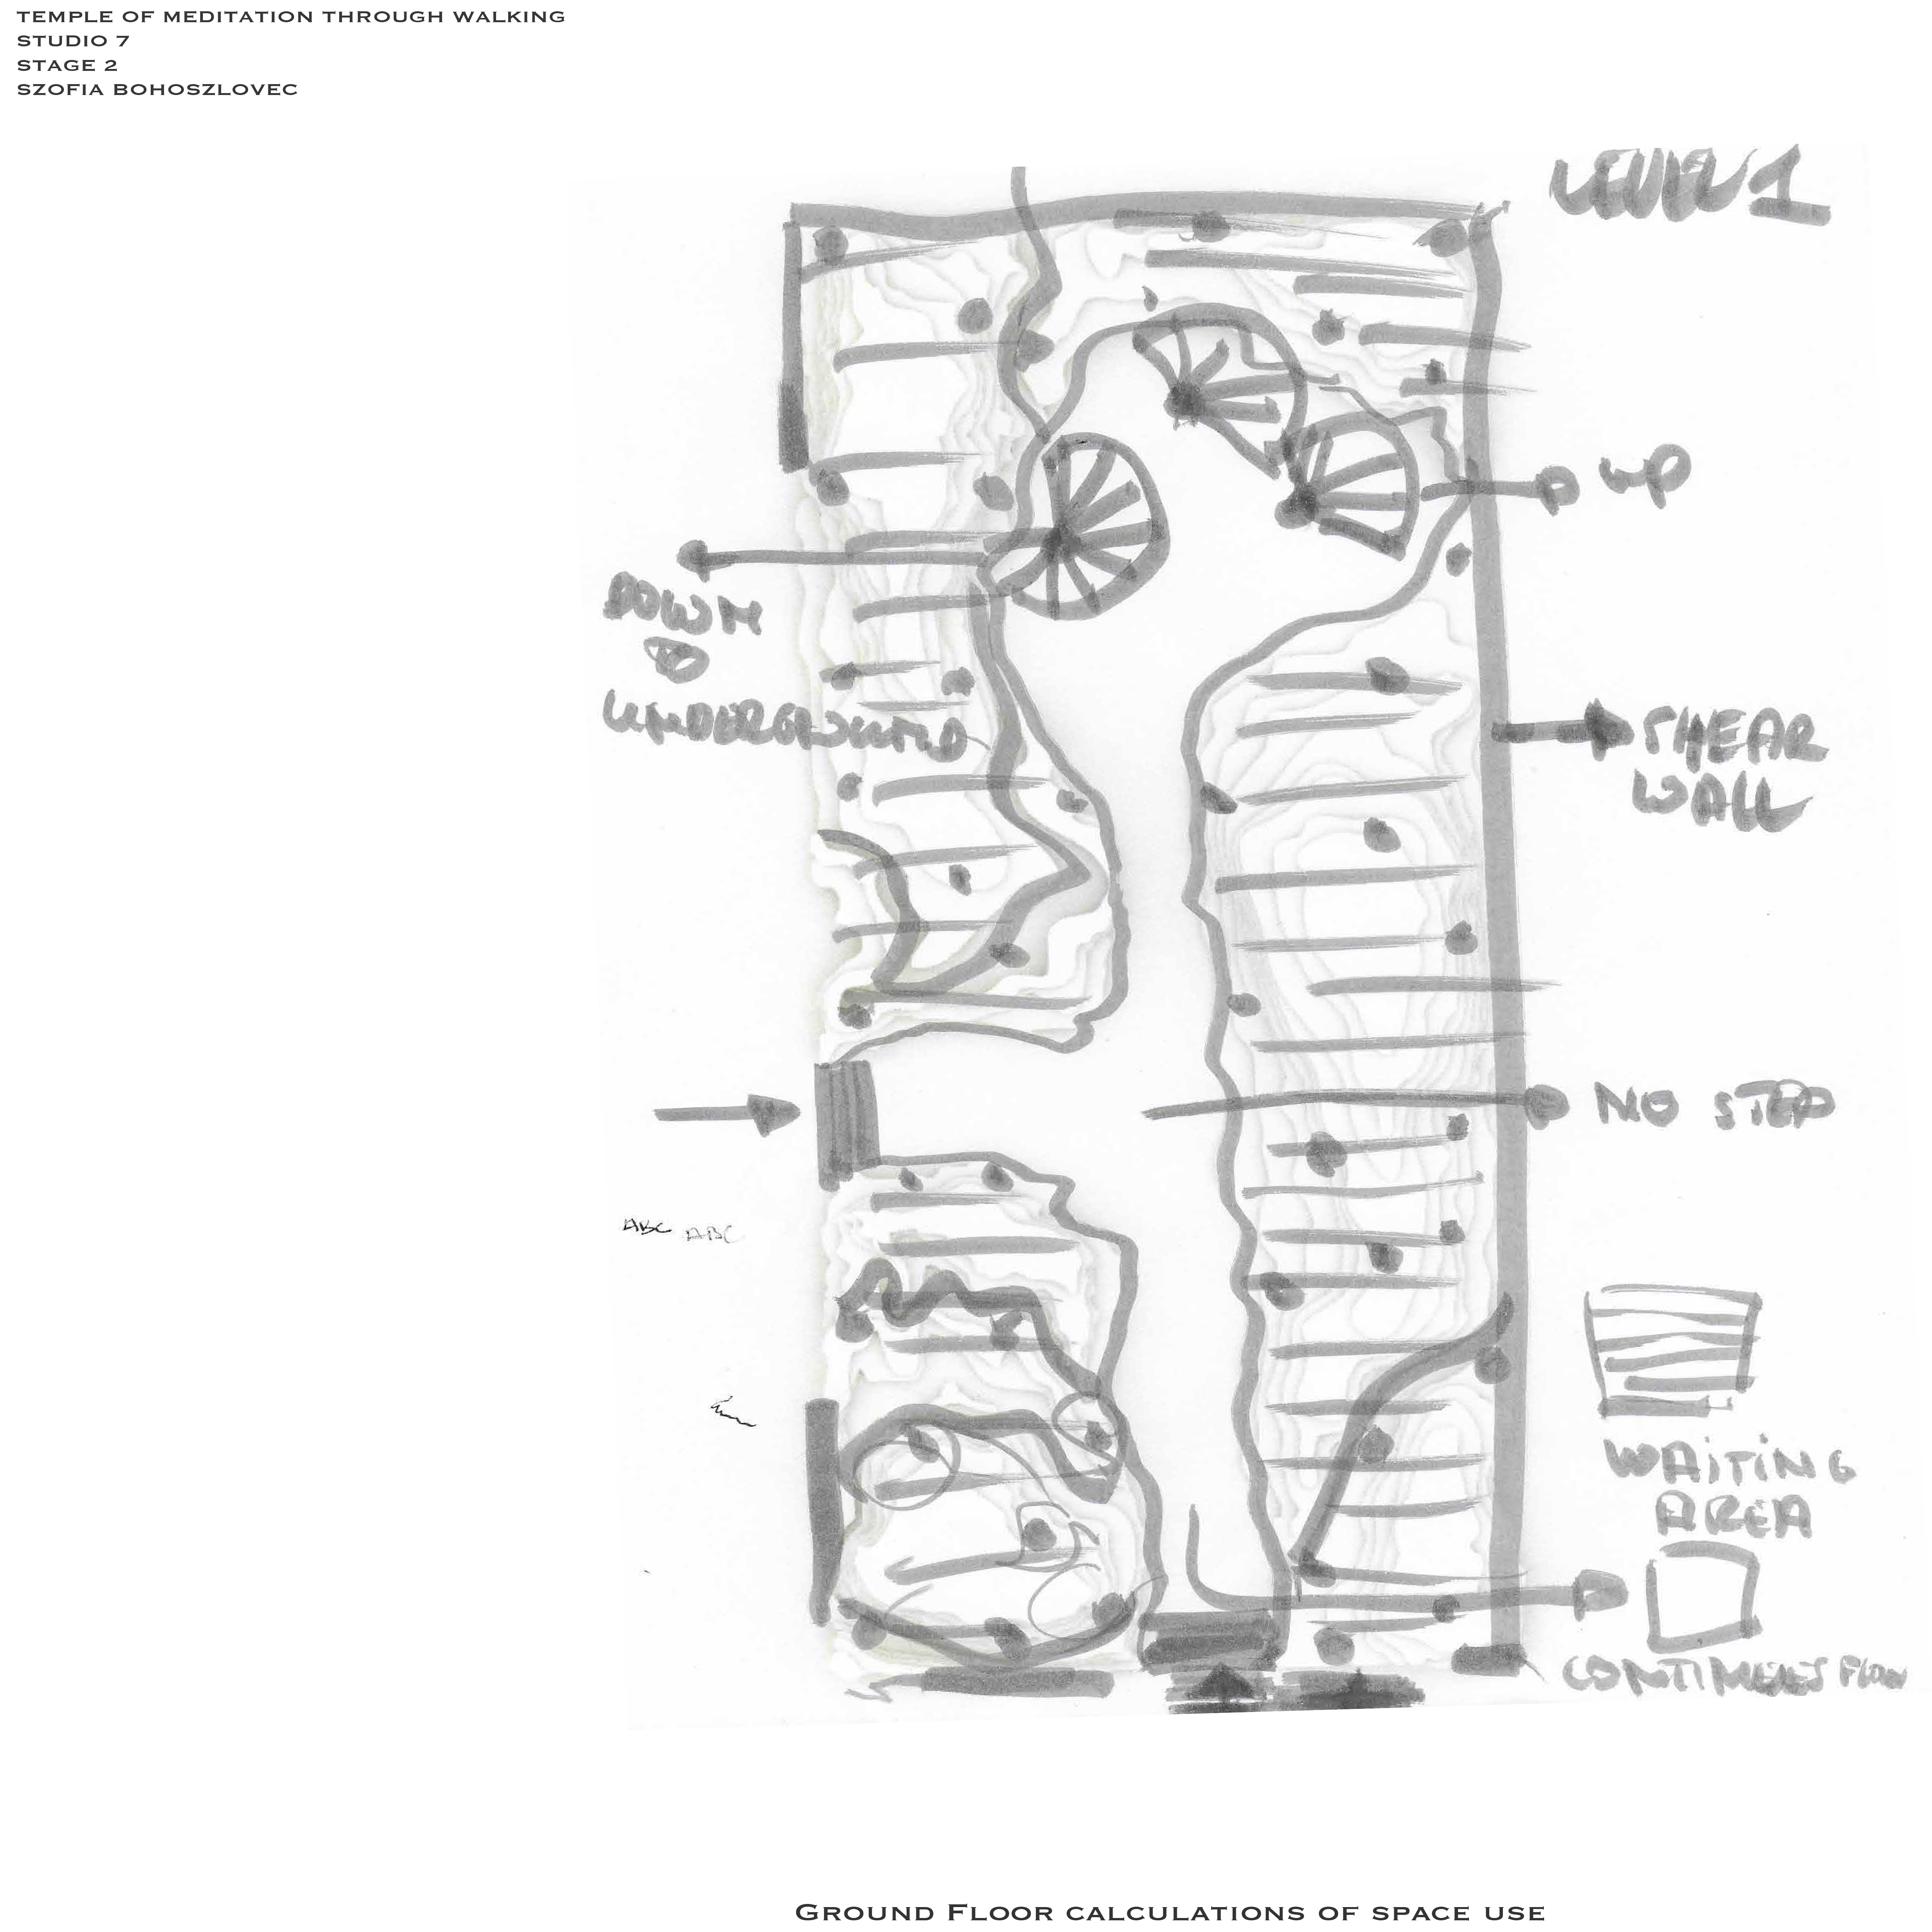 TEMPLE OF MEDITATION THROUGH WALKING
STUDIO 7
STAGE 2
SZOFIA BOHOSZLOVEC
LEVEL 1
UP
DOWN
TO
UNDERGROUND
SHEAR
WALL
NO STEP
ABC ABC
WAITING
AREA
FLOW
GROUND FLOOR CALCULATIONS OF SPACE USE